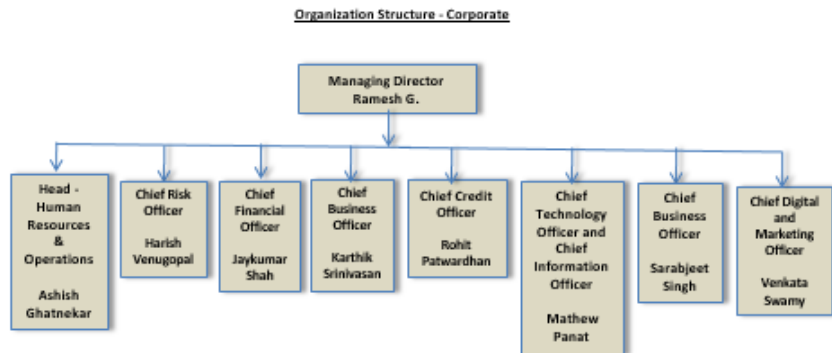 Organization Structure - Corporate
Managing Director
Ramesh G.
Head -
Human
Resources
&
Operations
Ashish
Ghatnekar
Chief Risk
Officer
Harish
Venugopal
Chief
Financial
Officer
Jaykumar
Shah
Chief
Business
Officer
Karthik
Srinivasan
Chief Credit
Officer
Rohit
Patwardhan
Chief
Technology
Officer and
Chief
Information
Officer
Mathew
Panat
Chief
Business
Officer
Sarabjeet
Singh
Chief Digital
and
Marketing
Officer
Venkata
Swamy